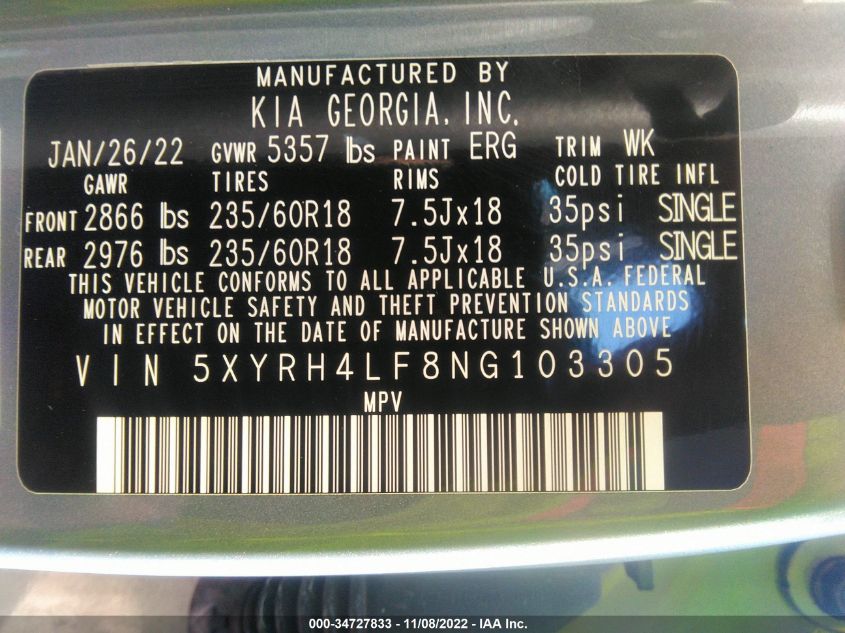 MANUFACTURED BY
KIA GEORGIA, INC.
JAN/26/22 GVWR 5357 lbs PAINT ERG TRIM WK
GAWR TIRES RIMS COLD TIRE INFL
FRONT 2866 lbs 235/60R18 7.5Jx18 35psi SINGLE
REAR 2976 lbs 235/60R18 7.5Jx18 35psi SINGLE
THIS VEHICLE CONFORMS TO ALL APPLICABLE U.S.A. FEDERAL
MOTOR VEHICLE SAFETY AND THEFT PREVENTION STANDARDS
IN EFFECT ON THE DATE OF MANUFACTURE SHOWN ABOVE
VIN 5XYRH4LF8NG103305
MPV
000-34727833 - 11/08/2022 - IAA Inc.